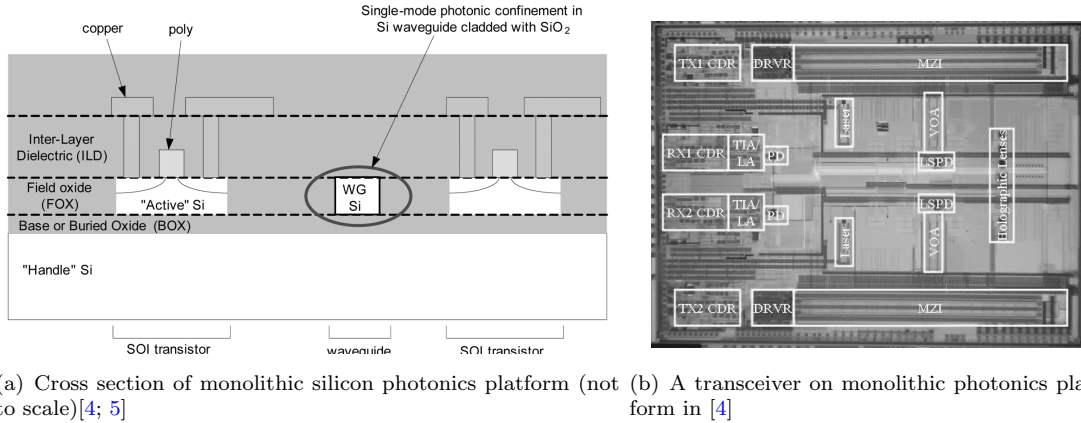 Single-mode photonic confinement in
Si waveguide cladded with SiO2
copper
poly
Inter-Layer
Dielectric (ILD)
Field oxide
(FOX)
"Active" Si
WG
Si
Base or Buried Oxide (BOX)
"Handle" Si
SOI transistor
waveguide
SOI transistor
(a) Cross section of monolithic silicon photonics platform (not
to scale)[4; 5]
TX1 CDR
DRVR
MZI
Laser
VOA
RX1 CDR
TIA/
LA
PD
LSPD
Holographic Lenses
RX2 CDR
TIA/
LA
PD
LSPD
Laser
VOA
TX2 CDR
DRVR
MZI
(b) A transceiver on monolithic photonics pla
form in [4]